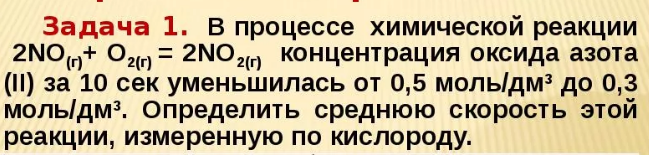 Задача 1. В процессе химической реакции
2NO(г)+ O2(г) = 2NO2(г) концентрация оксида азота
(II) за 10 сек уменьшилась от 0,5 моль/дм³ до 0,3
моль/дм³. Определить среднюю скорость этой
реакции, измеренную по кислороду.